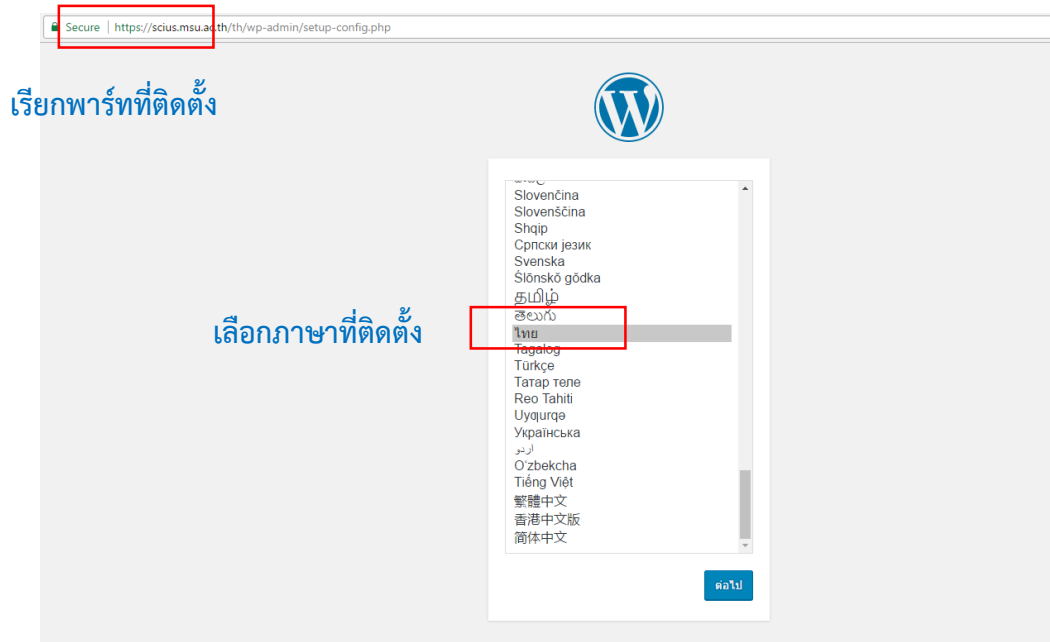 Secure | https://scius.msu.ac.th/th/wp-admin/setup-config.php
เรียกพาร์ทที่ติดตั้ง
Slovenčina
Slovenščina
Shqip
Српски језик
Svenska
Ślōnskŏ gŏdka
தமிழ்
తెలుగు
เลือกภาษาที่ติดตั้ง
ไทย
Tagalog
Türkçe
Татар теле
Reo Tahiti
Uyƣurqə
Українська
اردو
O‘zbekcha
Tiếng Việt
繁體中文
香港中文版
简体中文
ต่อไป